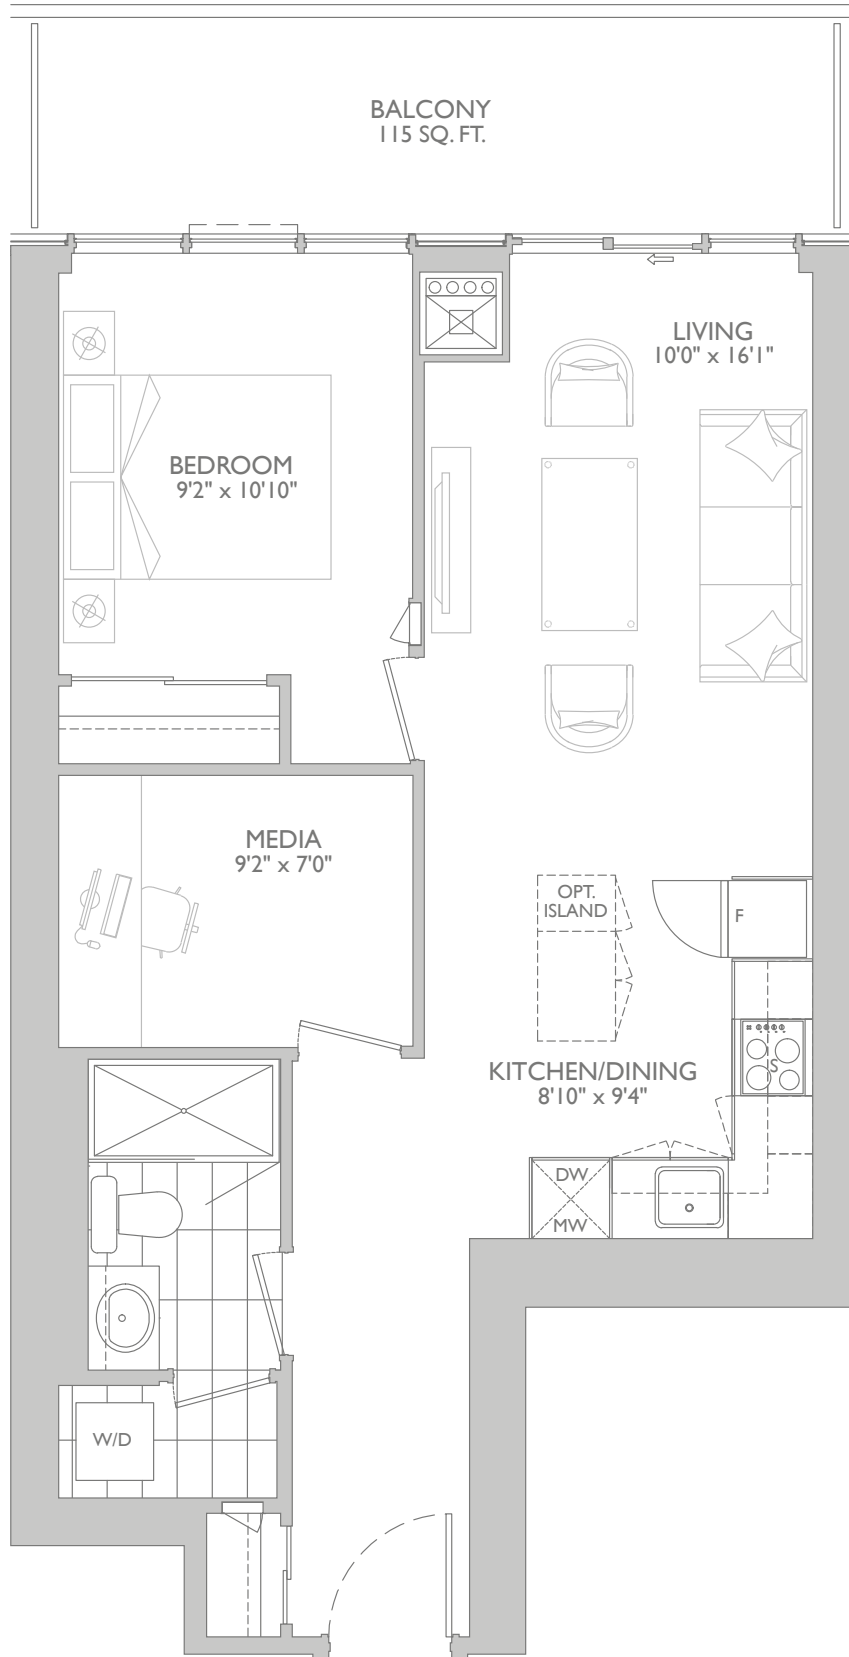 BALCONY
115 SQ. FT.
LIVING
10'0" x 16'1"
BEDROOM
9'2" x 10'10"
MEDIA
9'2" x 7'0"
OPT.
ISLAND
F
KITCHEN/DINING
8'10" x 9'4"
S
DW
MW
W/D